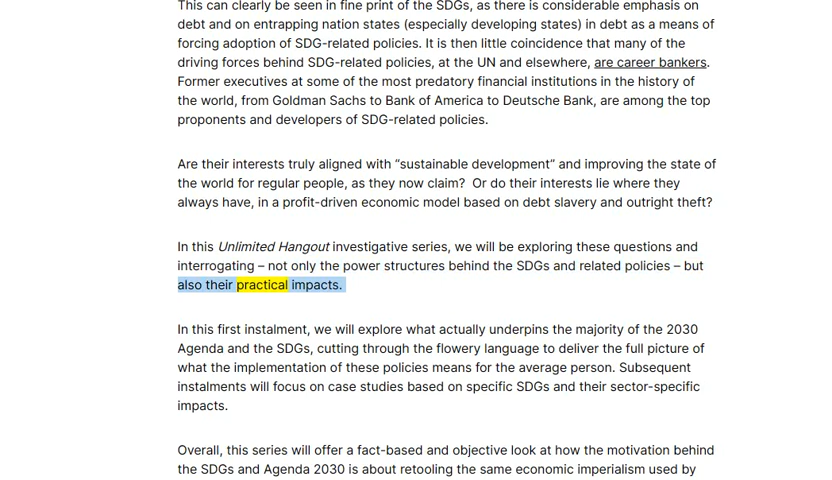 This can clearly be seen in fine print of the SDGs, as there is considerable emphasis on
debt and on entrapping nation states (especially developing states) in debt as a means of
forcing adoption of SDG-related policies. It is then little coincidence that many of the
driving forces behind SDG-related policies, at the UN and elsewhere, are career bankers.
Former executives at some of the most predatory financial institutions in the history of
the world, from Goldman Sachs to Bank of America to Deutsche Bank, are among the top
proponents and developers of SDG-related policies.
Are their interests truly aligned with “sustainable development” and improving the state of
the world for regular people, as they now claim?  Or do their interests lie where they
always have, in a profit-driven economic model based on debt slavery and outright theft?
In this Unlimited Hangout investigative series, we will be exploring these questions and
interrogating – not only the power structures behind the SDGs and related policies – but
also their practical impacts.
In this first instalment, we will explore what actually underpins the majority of the 2030
Agenda and the SDGs, cutting through the flowery language to deliver the full picture of
what the implementation of these policies means for the average person. Subsequent
instalments will focus on case studies based on specific SDGs and their sector-specific
impacts.
Overall, this series will offer a fact-based and objective look at how the motivation behind
the SDGs and Agenda 2030 is about retooling the same economic imperialism used by